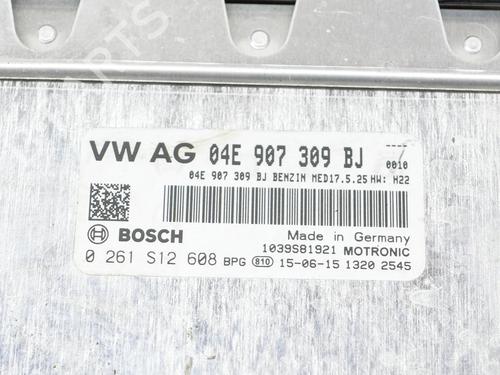 VW AG 04E 907 309 BJ
0010
04E 907 309 BJ BENZIN MED17.5.25 HW: H22
BOSCH
Made in Germany
1039S81921 MOTRONIC
0 261 S12 608 BPG 810 15-06-15 1320 2545